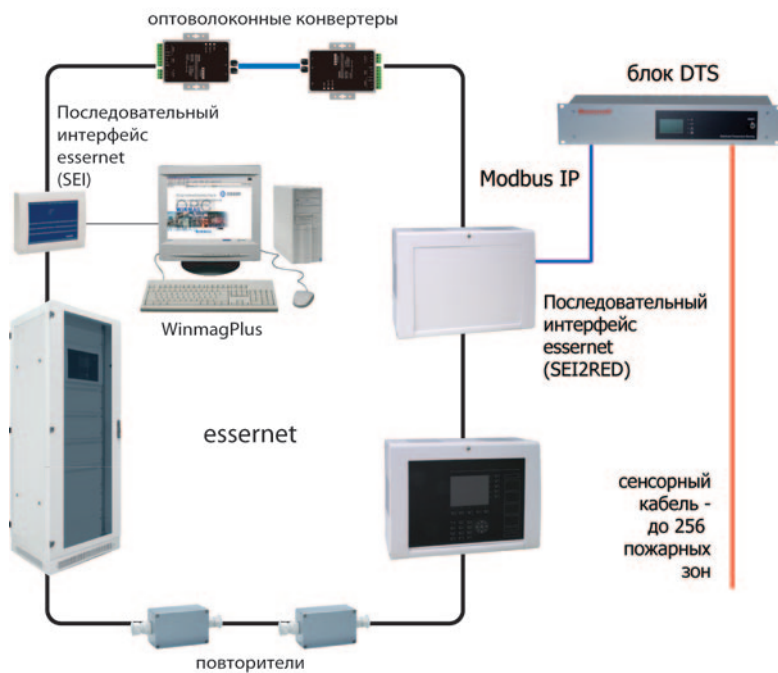 оптоволоконные конвертеры
блок DTS
Последовательный
интерфейс
essernet
(SEI)
Modbus IP
WinmagPlus
Последовательный
интерфейс
essernet
(SEI2RED)
essernet
сенсорный
кабель -
до 256
пожарных
зон
повторители